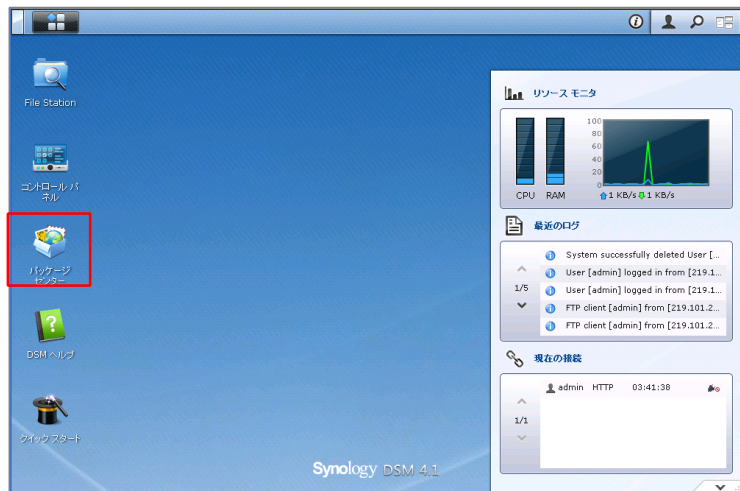 File Station
コントロール パ
ネル
パッケージ
センター
DSM ヘルプ
クイック スタート
Synology DSM 4.1
リソース モニタ
100
80
60
40
20
0
CPU RAM 1 KB/s 1 KB/s
最近のログ
System successfully deleted User [...
User [admin] logged in from [219.1...
1/5
User [admin] logged in from [219.1...
FTP client [admin] from [219.101.2...
FTP client [admin] from [219.101.2...
現在の接続
admin HTTP 03:41:38
1/1